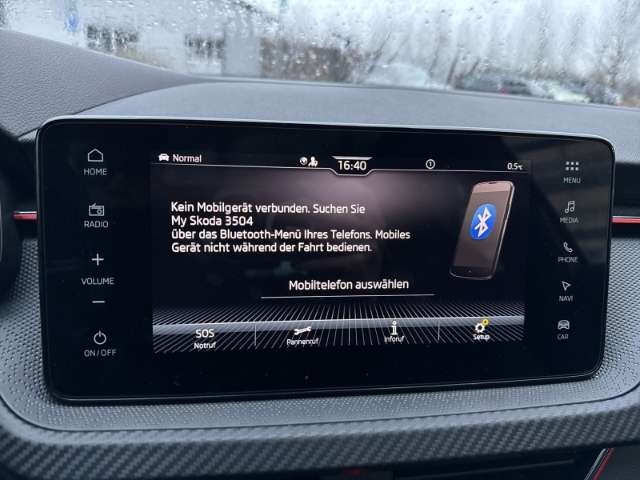 HOME
RADIO
+
VOLUME
−
ON/OFF
Normal
16:40
0.5°C
Kein Mobilgerät verbunden. Suchen Sie
My Skoda 3504
über das Bluetooth-Menü Ihres Telefons. Mobiles
Gerät nicht während der Fahrt bedienen.
Mobiltelefon auswählen
SOS
Notruf
Pannenruf
Inforuf
Setup
MENU
MEDIA
PHONE
NAVI
CAR